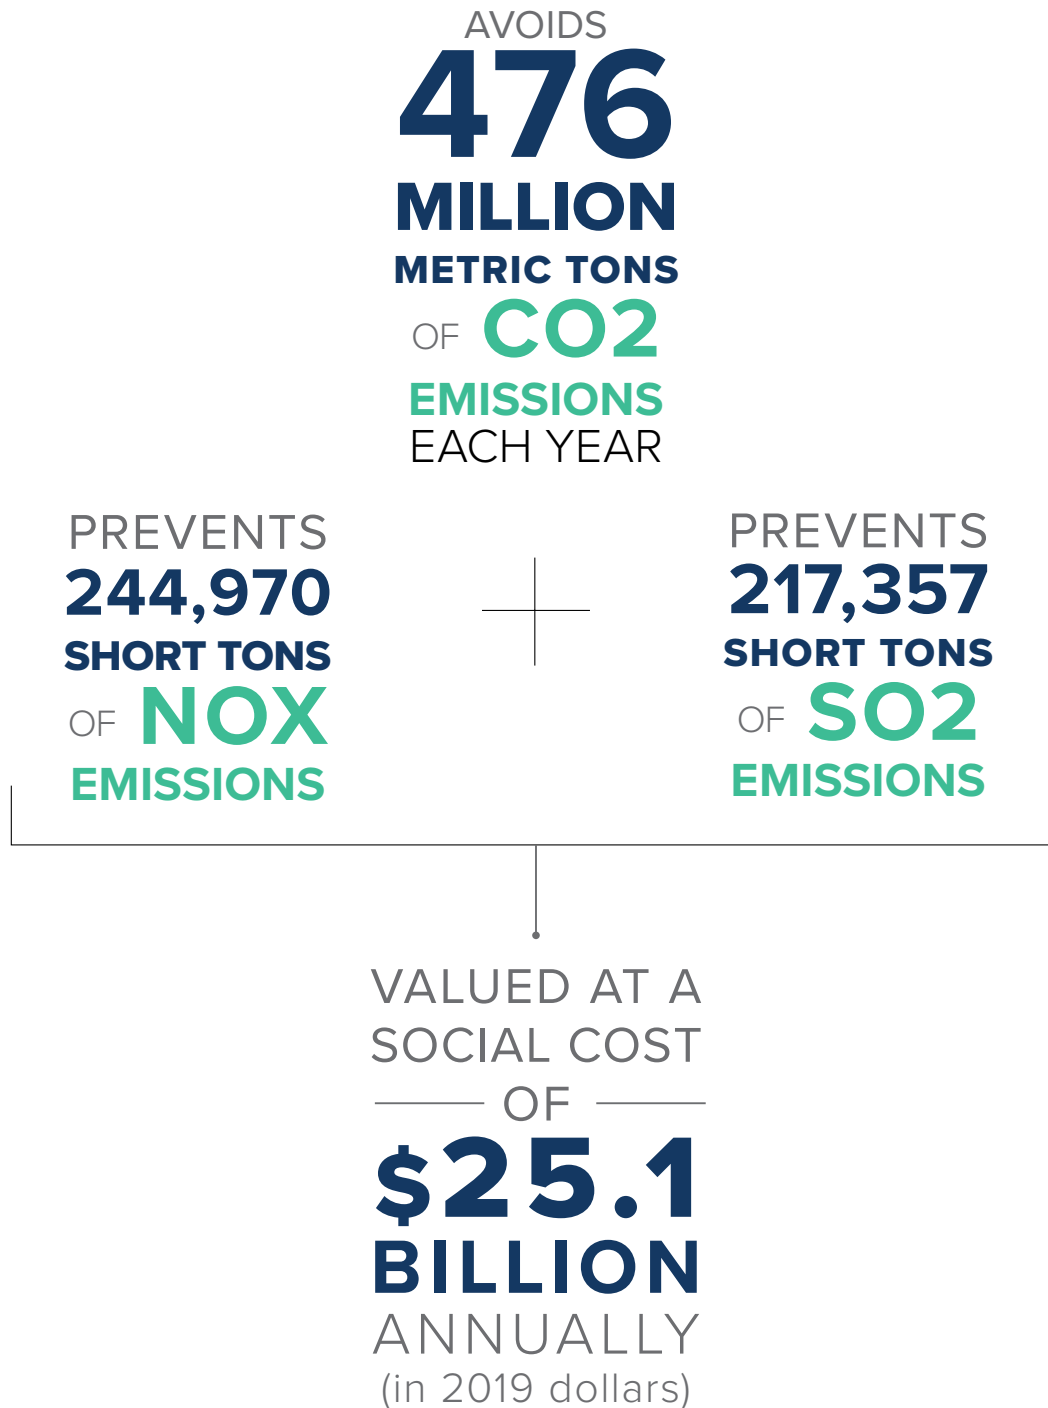 AVOIDS
476
MILLION
METRIC TONS
OF CO2
EMISSIONS
EACH YEAR
PREVENTS
244,970
SHORT TONS
OF NOX
EMISSIONS
PREVENTS
217,357
SHORT TONS
OF SO2
EMISSIONS
VALUED AT A
SOCIAL COST
OF
$25.1
BILLION
ANNUALLY
(in 2019 dollars)